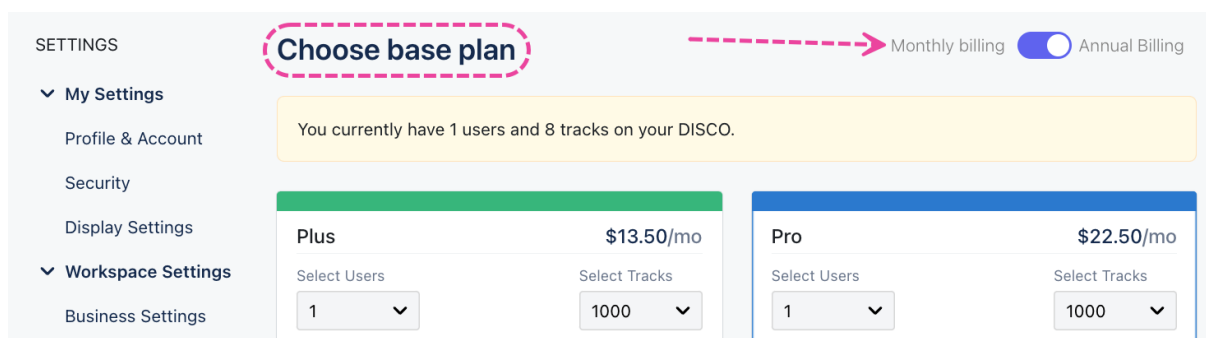 SETTINGS
My Settings
Profile & Account
Security
Display Settings
Workspace Settings
Business Settings
Choose base plan
Monthly billing Annual Billing
You currently have 1 users and 8 tracks on your DISCO.
Plus $13.50/mo
Select Users Select Tracks
1 1000
Pro $22.50/mo
Select Users Select Tracks
1 1000